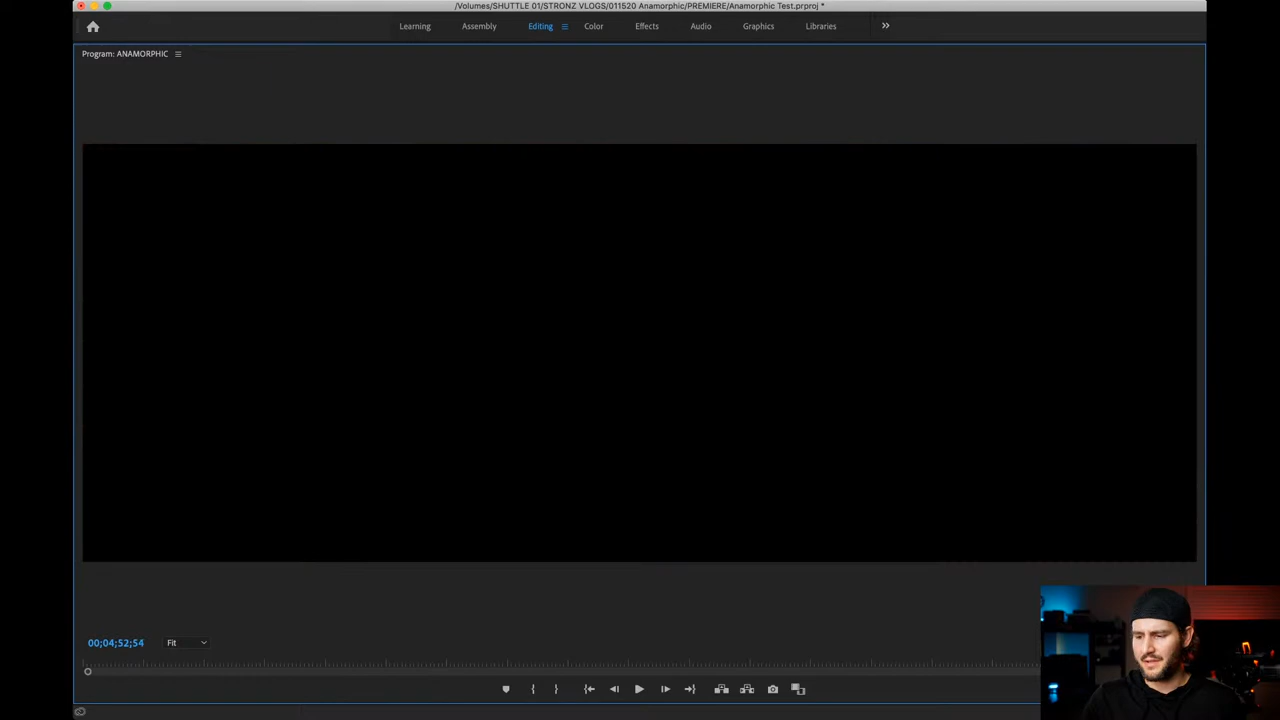 /Volumes/SHUTTLE 01/STRONZ VLOGS/011520 Anamorphic/PREMIERE/Anamorphic Test.prproj *
Learning Assembly Editing Effects Color Audio Graphics Libraries
Program: ANAMORPHIC
00;04;52;54 Fit